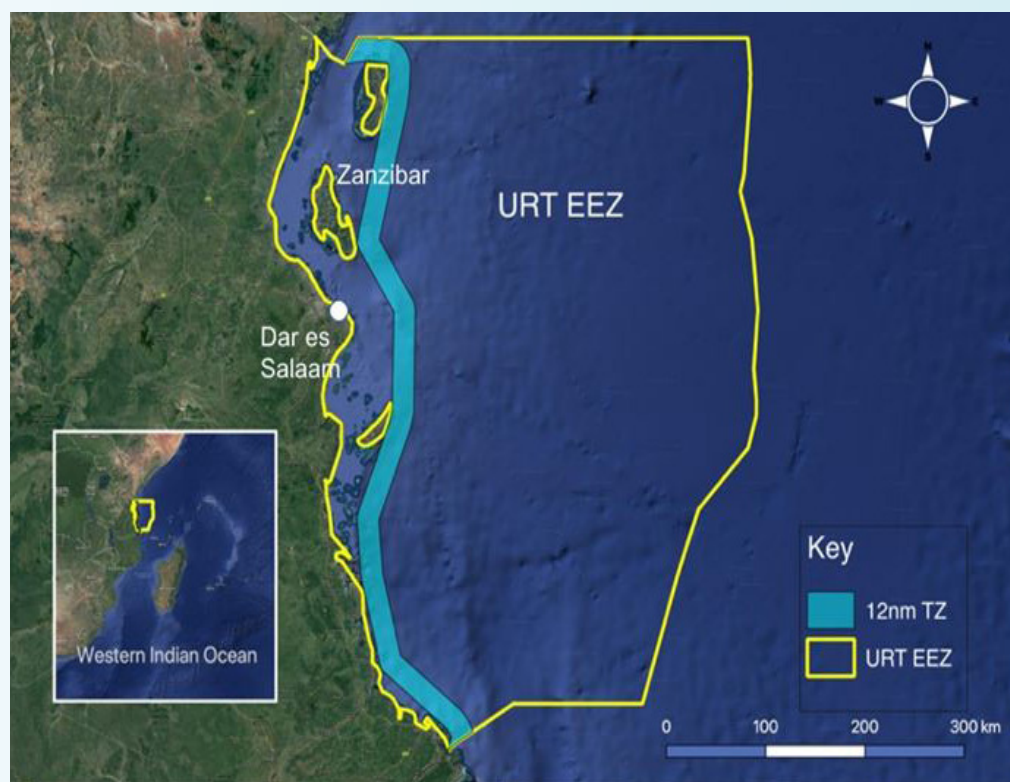 N
W
E
S
Zanzibar
URT EEZ
Dar es
Salaam
Western Indian Ocean
Key
12nm TZ
URT EEZ
0 100 200 300 km